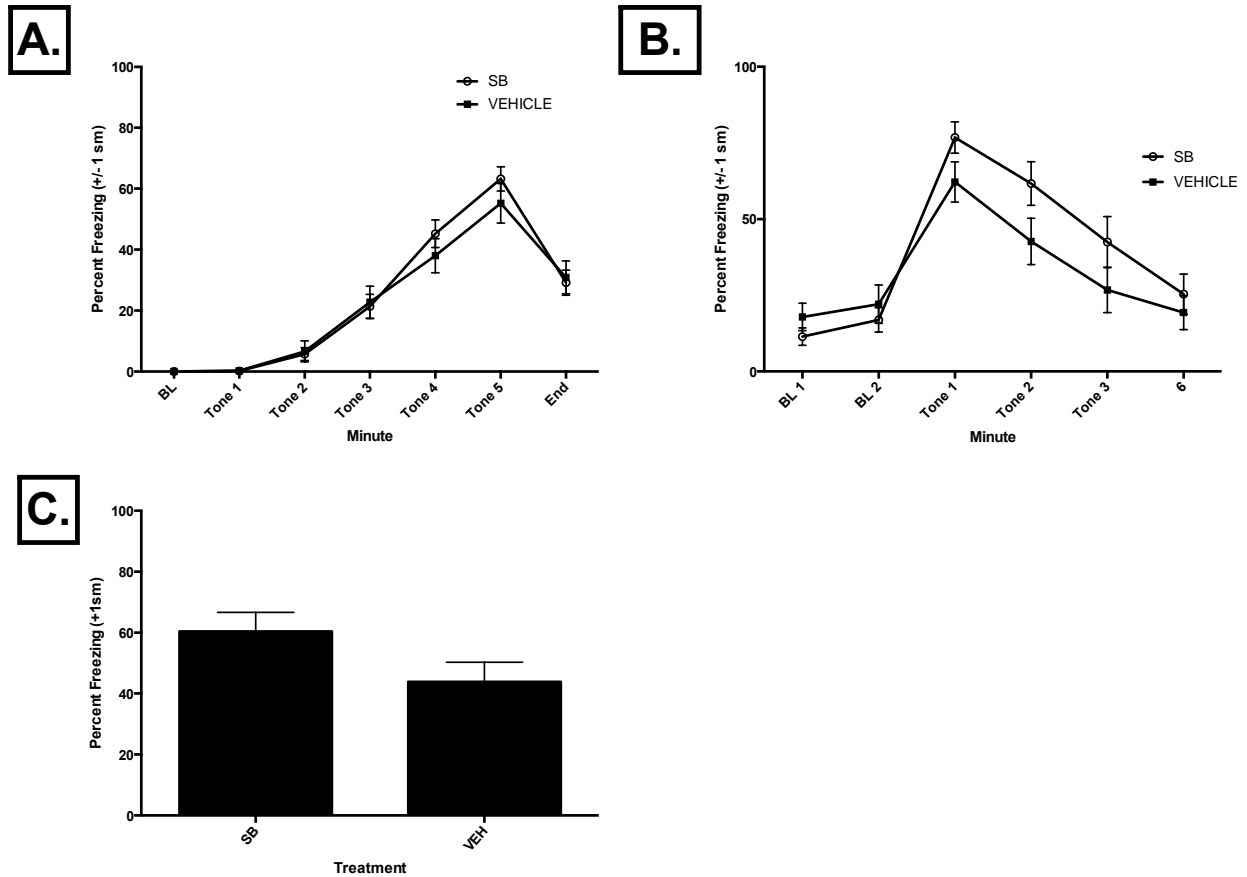 A.
100
80
60
40
20
0
Percent Freezing (+/- 1 sm)
SB
VEHICLE
BL
Tone 1
Tone 2
Tone 3
Tone 4
Tone 5
End
Minute
B.
100
50
0
Percent Freezing (+/- 1 sm)
SB
VEHICLE
BL 1
BL 2
Tone 1
Tone 2
Tone 3
6
Minute
C.
100
80
60
40
20
0
Percent Freezing (+1sm)
SB
VEH
Treatment